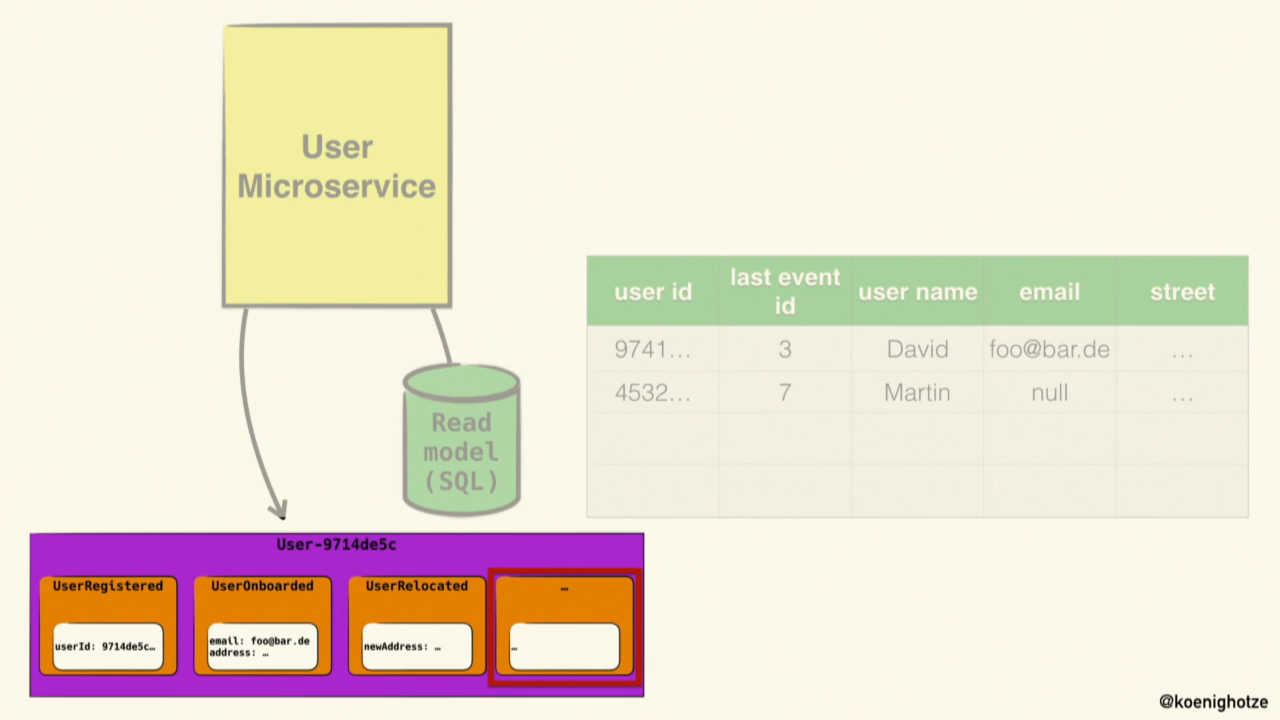 User
Microservice
user id
last event
id
user name
email
street
9741…
3
David
foo@bar.de
…
4532…
7
Martin
null
…
Read
model
(SQL)
User-9714de5c
UserRegistered
UserOnboarded
UserRelocated
…
userId: 9714de5c…
email: foo@bar.de
address: …
newAddress: …
…
@koenighotze